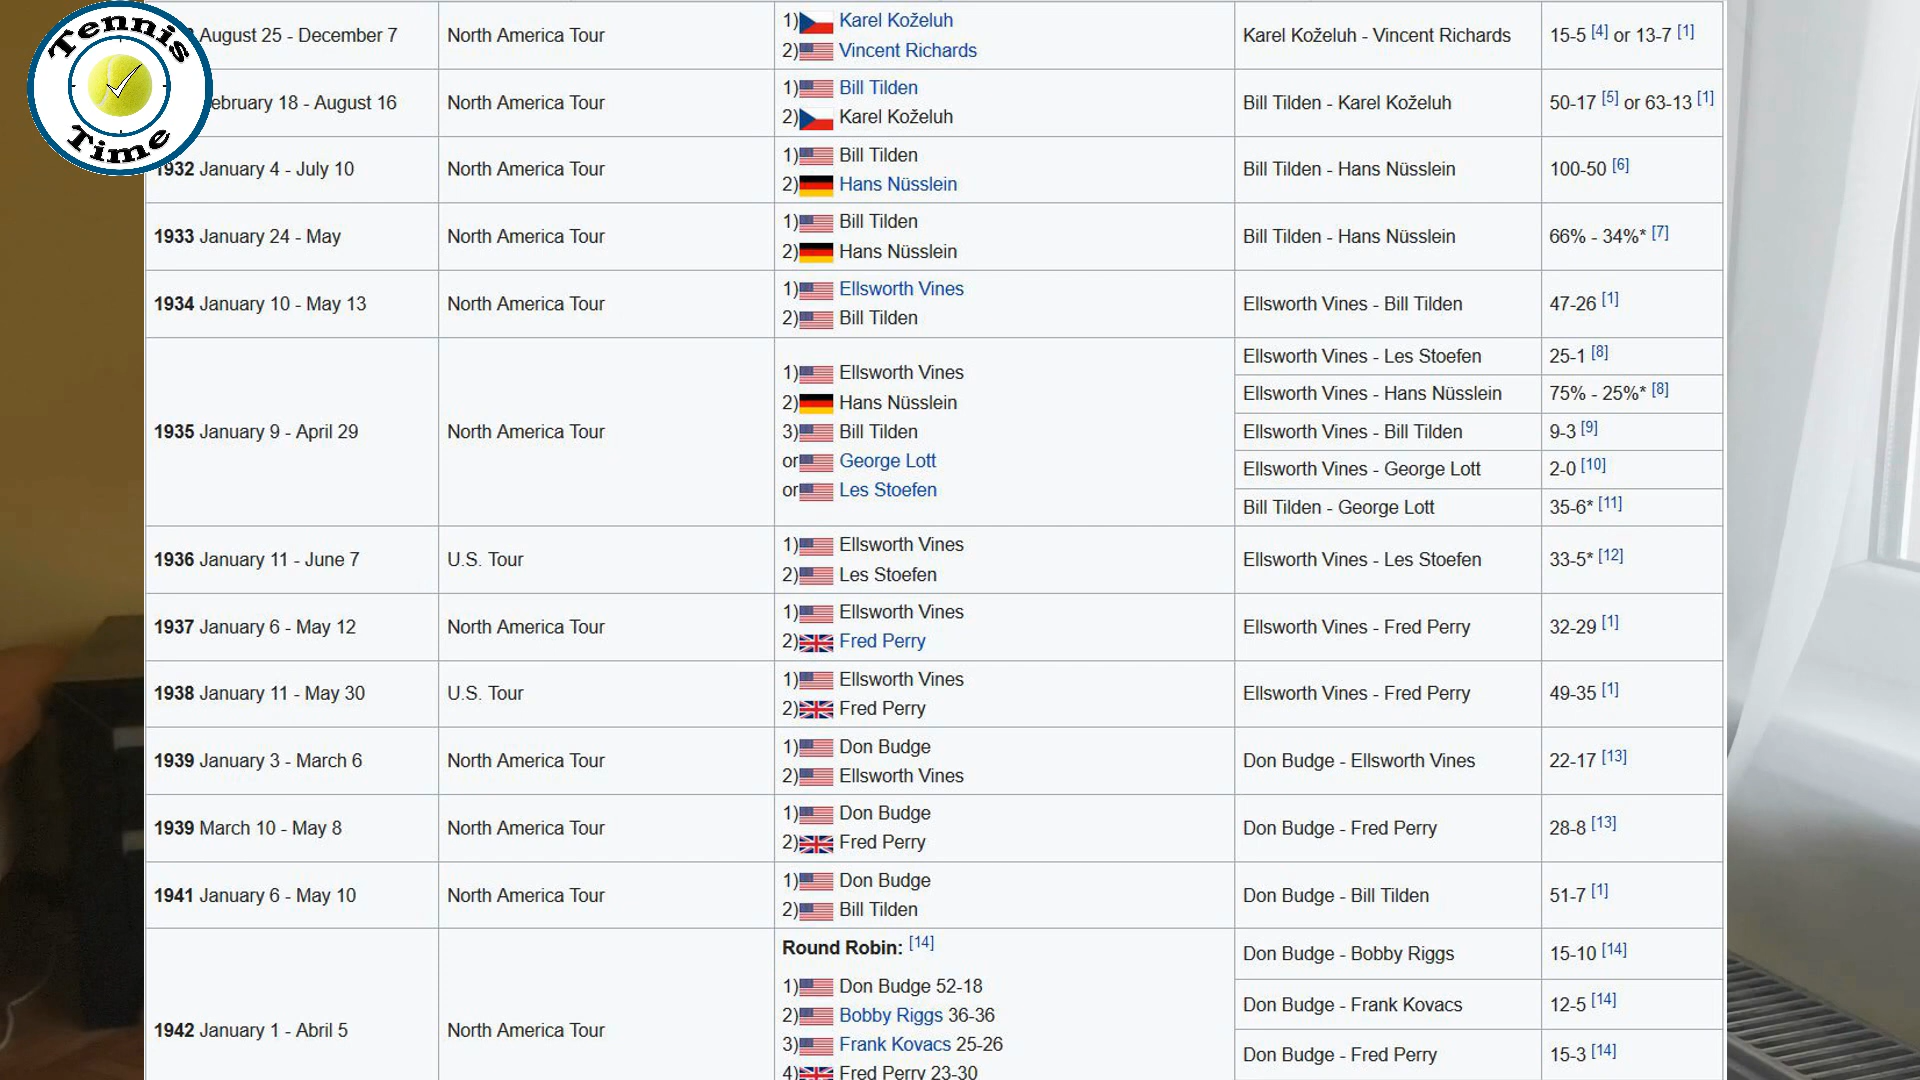 Tennis
Time
August 25 - December 7
North America Tour
1) Karel Koželuh
2) Vincent Richards
Karel Koželuh - Vincent Richards
15-5 [4] or 13-7 [1]
ebruary 18 - August 16
North America Tour
1) Bill Tilden
2) Karel Koželuh
Bill Tilden - Karel Koželuh
50-17 [5] or 63-13 [1]
1932 January 4 - July 10
North America Tour
1) Bill Tilden
2) Hans Nüsslein
Bill Tilden - Hans Nüsslein
100-50 [6]
1933 January 24 - May
North America Tour
1) Bill Tilden
2) Hans Nüsslein
Bill Tilden - Hans Nüsslein
66% - 34%* [7]
1934 January 10 - May 13
North America Tour
1) Ellsworth Vines
2) Bill Tilden
Ellsworth Vines - Bill Tilden
47-26 [1]
1935 January 9 - April 29
North America Tour
1) Ellsworth Vines
2) Hans Nüsslein
3) Bill Tilden
or George Lott
or Les Stoefen
Ellsworth Vines - Les Stoefen
25-1 [8]
Ellsworth Vines - Hans Nüsslein
75% - 25%* [8]
Ellsworth Vines - Bill Tilden
9-3 [9]
Ellsworth Vines - George Lott
2-0 [10]
Bill Tilden - George Lott
35-6* [11]
1936 January 11 - June 7
U.S. Tour
1) Ellsworth Vines
2) Les Stoefen
Ellsworth Vines - Les Stoefen
33-5* [12]
1937 January 6 - May 12
North America Tour
1) Ellsworth Vines
2) Fred Perry
Ellsworth Vines - Fred Perry
32-29 [1]
1938 January 11 - May 30
U.S. Tour
1) Ellsworth Vines
2) Fred Perry
Ellsworth Vines - Fred Perry
49-35 [1]
1939 January 3 - March 6
North America Tour
1) Don Budge
2) Ellsworth Vines
Don Budge - Ellsworth Vines
22-17 [13]
1939 March 10 - May 8
North America Tour
1) Don Budge
2) Fred Perry
Don Budge - Fred Perry
28-8 [13]
1941 January 6 - May 10
North America Tour
1) Don Budge
2) Bill Tilden
Don Budge - Bill Tilden
51-7 [1]
1942 January 1 - Abril 5
North America Tour
Round Robin: [14]
1) Don Budge 52-18
2) Bobby Riggs 36-36
3) Frank Kovacs 25-26
4) Fred Perry 23-30
Don Budge - Bobby Riggs
15-10 [14]
Don Budge - Frank Kovacs
12-5 [14]
Don Budge - Fred Perry
15-3 [14]